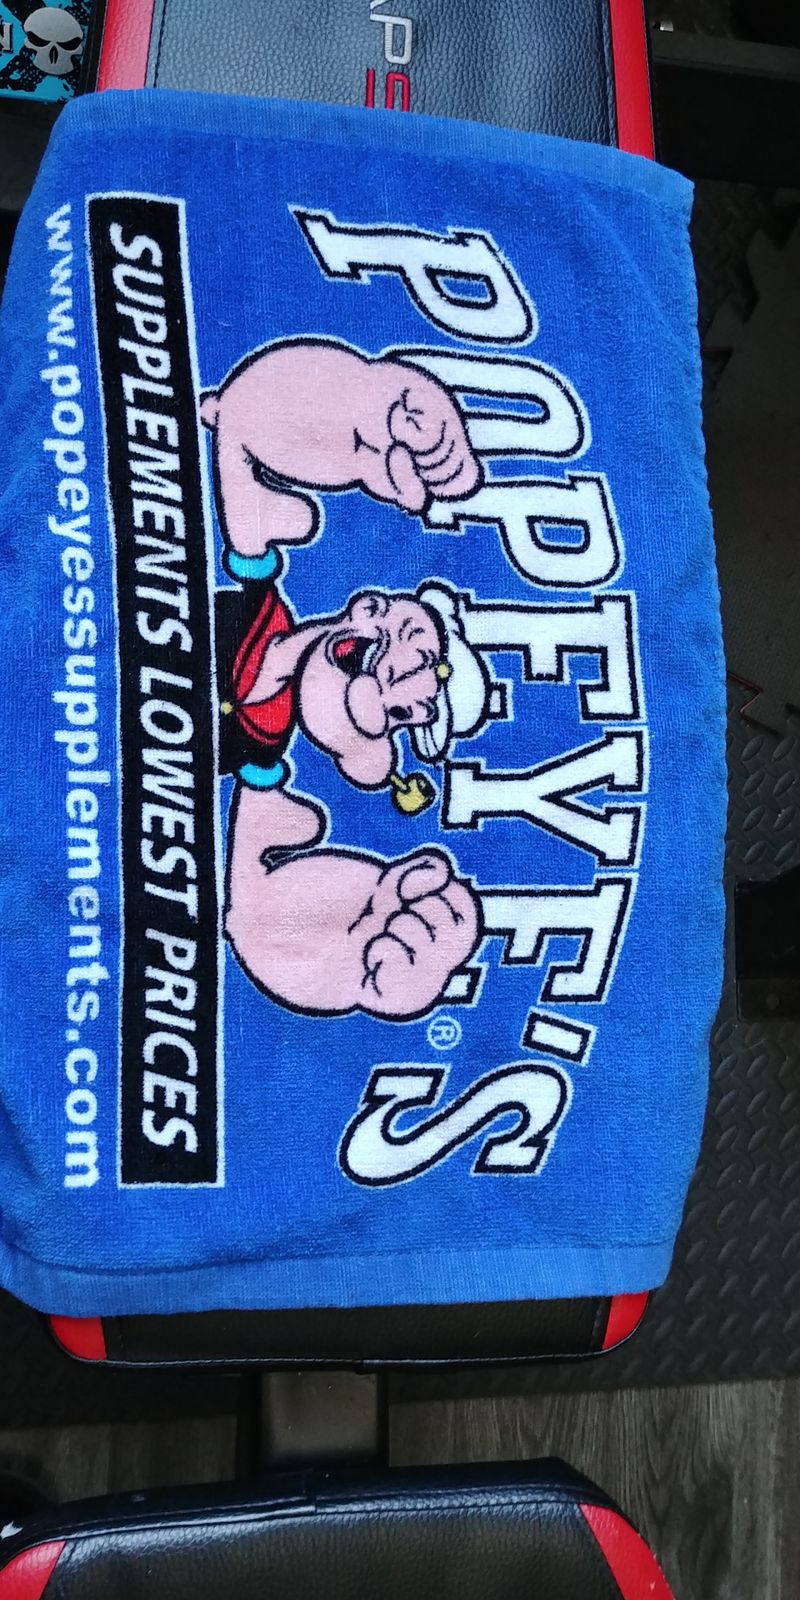 POPEYE'S
®
SUPPLEMENTS LOWEST PRICES
www.popeyessupplements.com